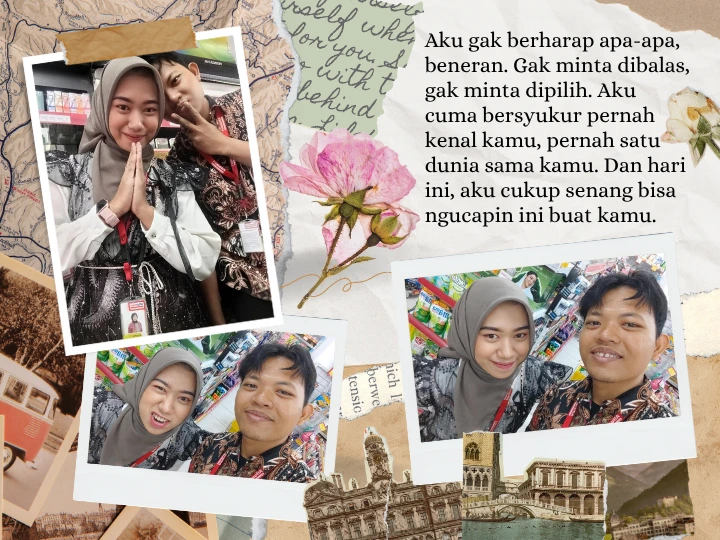 Aku gak berharap apa-apa,
beneran. Gak minta dibalas,
gak minta dipilih. Aku
cuma bersyukur pernah
kenal kamu, pernah satu
dunia sama kamu. Dan hari
ini, aku cukup senang bisa
ngucapin ini buat kamu.
for you.
with
behind